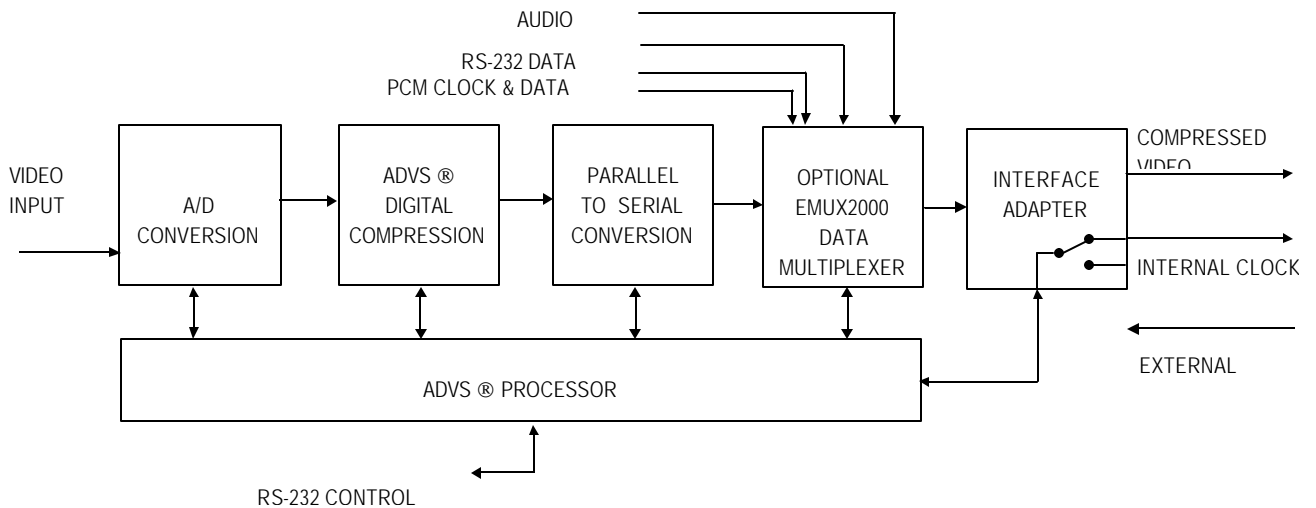 AUDIO
RS-232 DATA
PCM CLOCK & DATA
VIDEO
INPUT
A/D
CONVERSION
ADVS ®
DIGITAL
COMPRESSION
PARALLEL
TO SERIAL
CONVERSION
OPTIONAL
EMUX2000
DATA
MULTIPLEXER
INTERFACE
ADAPTER
COMPRESSED
VIDEO
INTERNAL CLOCK
EXTERNAL
ADVS ® PROCESSOR
RS-232 CONTROL